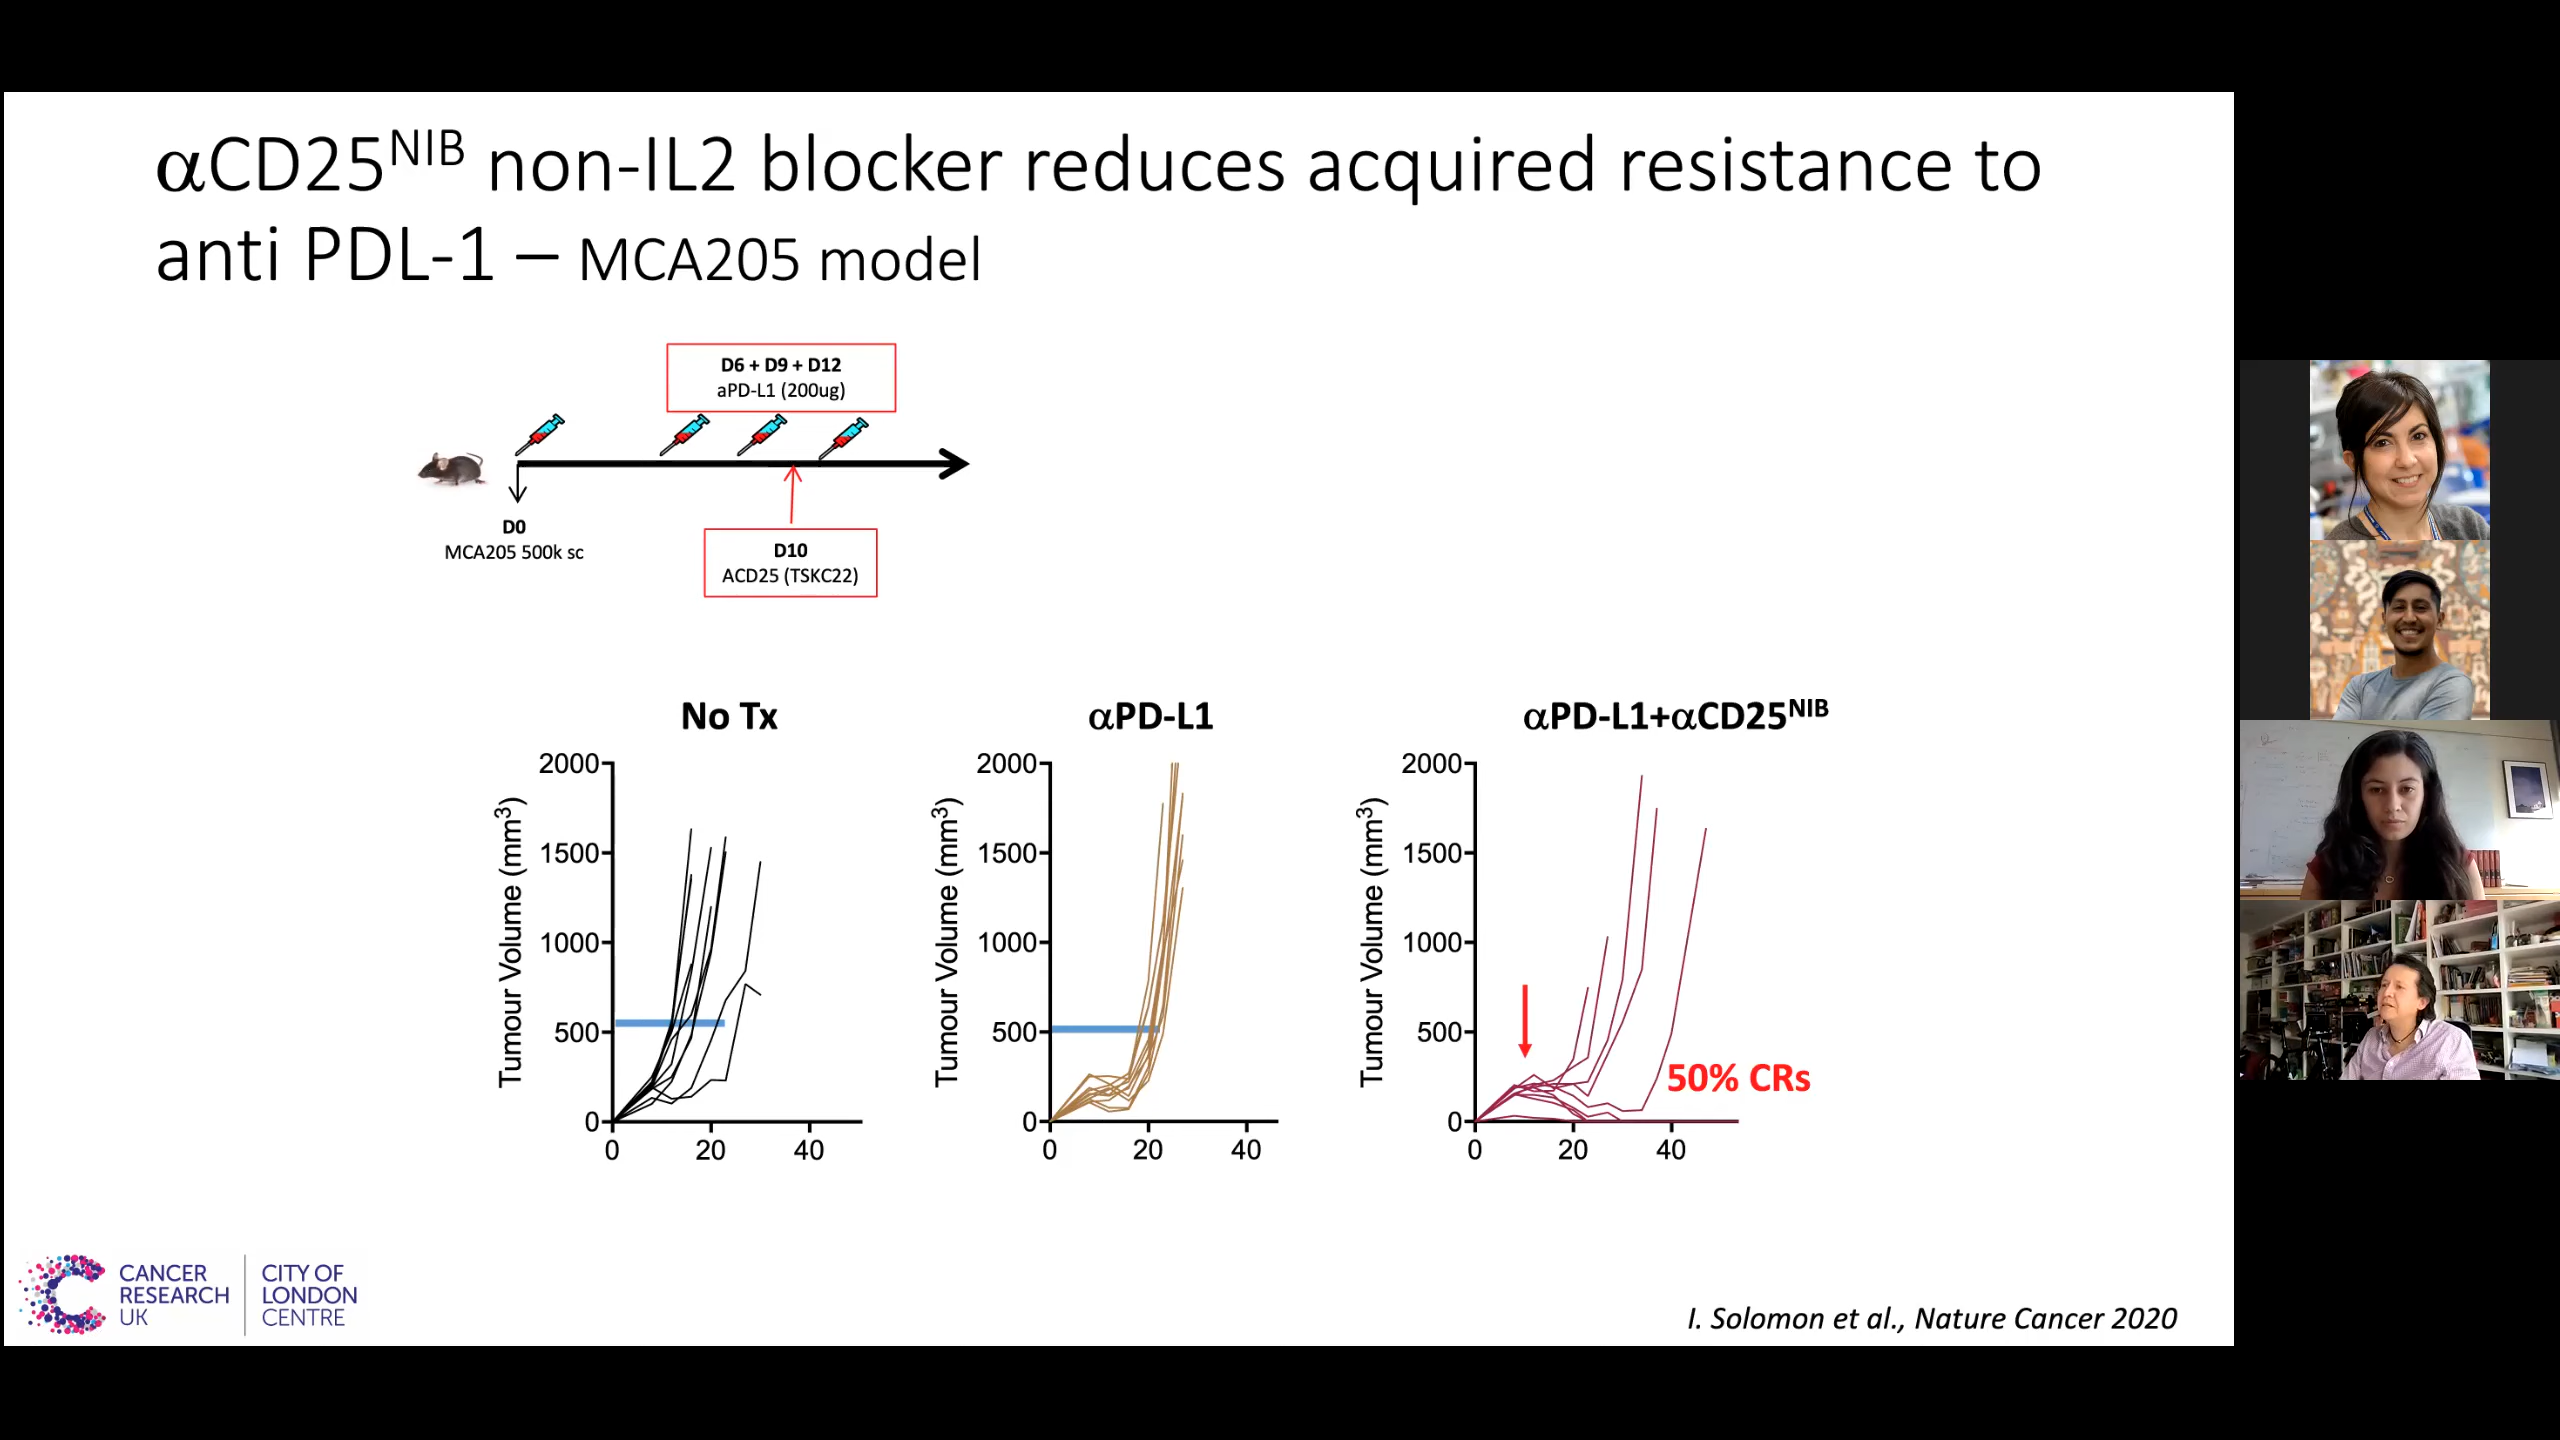 αCD25NIB non-IL2 blocker reduces acquired resistance to
anti PDL-1 – MCA205 model
D6 + D9 + D12
aPD-L1 (200ug)
D0
MCA205 500k sc
D10
ACD25 (TSKC22)
No Tx
Tumour Volume (mm3)
2000
1500
1000
500
0
0 20 40
αPD-L1
Tumour Volume (mm3)
2000
1500
1000
500
0
0 20 40
αPD-L1+αCD25NIB
Tumour Volume (mm3)
2000
1500
1000
500
0
0 20 40
50% CRs
CANCER
RESEARCH
UK
CITY OF
LONDON
CENTRE
I. Solomon et al., Nature Cancer 2020